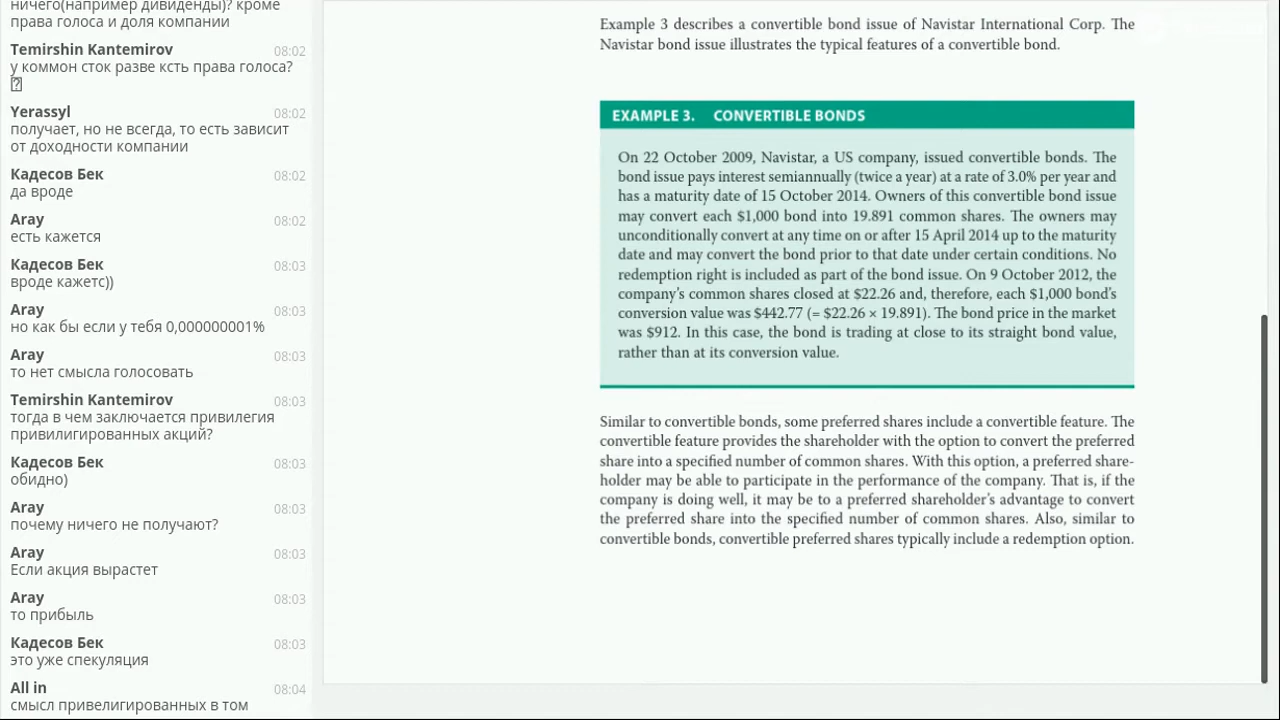 ничего(например дивиденды)? кроме
права голоса и доля компании
Temirshin Kantemirov 08:02
у коммон сток разве ксть права голоса?
Yerassyl 08:02
получает, но не всегда, то есть зависит
от доходности компании
Кадесов Бек 08:02
да вроде
Aray 08:02
есть кажется
Кадесов Бек 08:03
вроде кажетс))
Aray 08:03
но как бы если у тебя 0,000000001%
Aray 08:03
то нет смысла голосовать
Temirshin Kantemirov 08:03
тогда в чем заключается привилегия
привилигированных акций?
Кадесов Бек 08:03
обидно)
Aray 08:03
почему ничего не получают?
Aray 08:03
Если акция вырастет
Aray 08:03
то прибыль
Кадесов Бек 08:03
это уже спекуляция
All in 08:04
смысл привелигированных в том
Example 3 describes a convertible bond issue of Navistar International Corp. The
Navistar bond issue illustrates the typical features of a convertible bond.
EXAMPLE 3. CONVERTIBLE BONDS
On 22 October 2009, Navistar, a US company, issued convertible bonds. The
bond issue pays interest semiannually (twice a year) at a rate of 3.0% per year and
has a maturity date of 15 October 2014. Owners of this convertible bond issue
may convert each $1,000 bond into 19.891 common shares. The owners may
unconditionally convert at any time on or after 15 April 2014 up to the maturity
date and may convert the bond prior to that date under certain conditions. No
redemption right is included as part of the bond issue. On 9 October 2012, the
company's common shares closed at $22.26 and, therefore, each $1,000 bond's
conversion value was $442.77 (= $22.26 × 19.891). The bond price in the market
was $912. In this case, the bond is trading at close to its straight bond value,
rather than at its conversion value.
Similar to convertible bonds, some preferred shares include a convertible feature. The
convertible feature provides the shareholder with the option to convert the preferred
share into a specified number of common shares. With this option, a preferred share-
holder may be able to participate in the performance of the company. That is, if the
company is doing well, it may be to a preferred shareholder's advantage to convert
the preferred share into the specified number of common shares. Also, similar to
convertible bonds, convertible preferred shares typically include a redemption option.